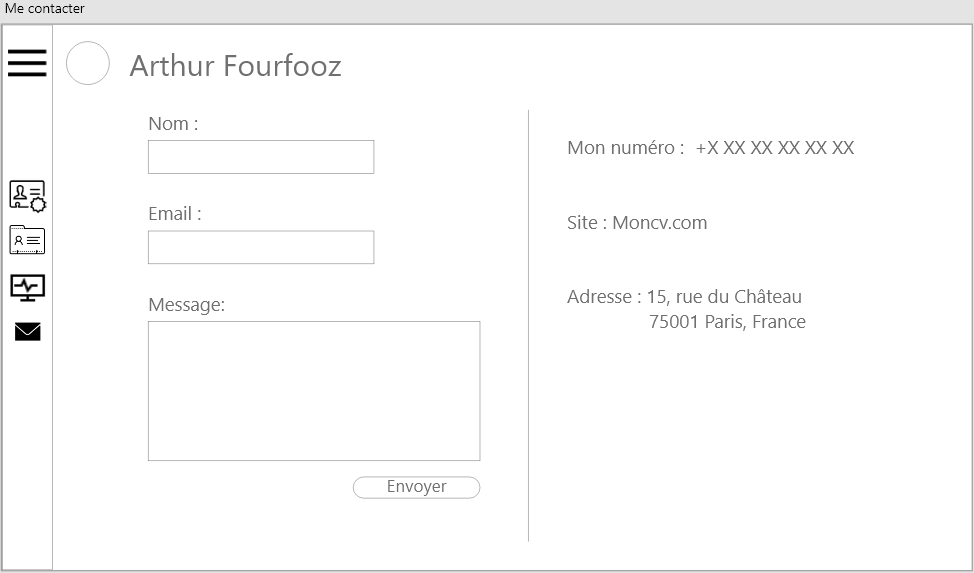 Me contacter
Arthur Fourfooz
Nom :
Email :
Message:
Envoyer
Mon numéro :  +X XX XX XX XX XX
Site : Moncv.com
Adresse : 15, rue du Château
75001 Paris, France